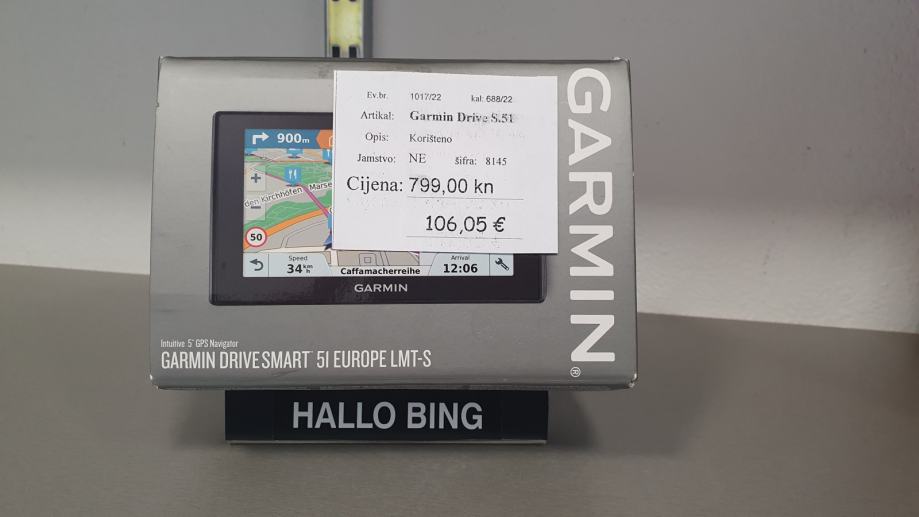 Ev.br. 1017/22 kal: 688/22
Artikal: Garmin Drive S.51
Opis: Korišteno
Jamstvo: NE šifra: 8145
Cijena: 799,00 kn
106,05 €
900m
den Kirchhöfen Marse
50
Speed
34 km/h
Caffamacherreihe
Arrival
12:06
GARMIN
GARMIN®
Intuitive 5" GPS Navigator
GARMIN DRIVESMART™ 51 EUROPE LMT-S
HALLO BING